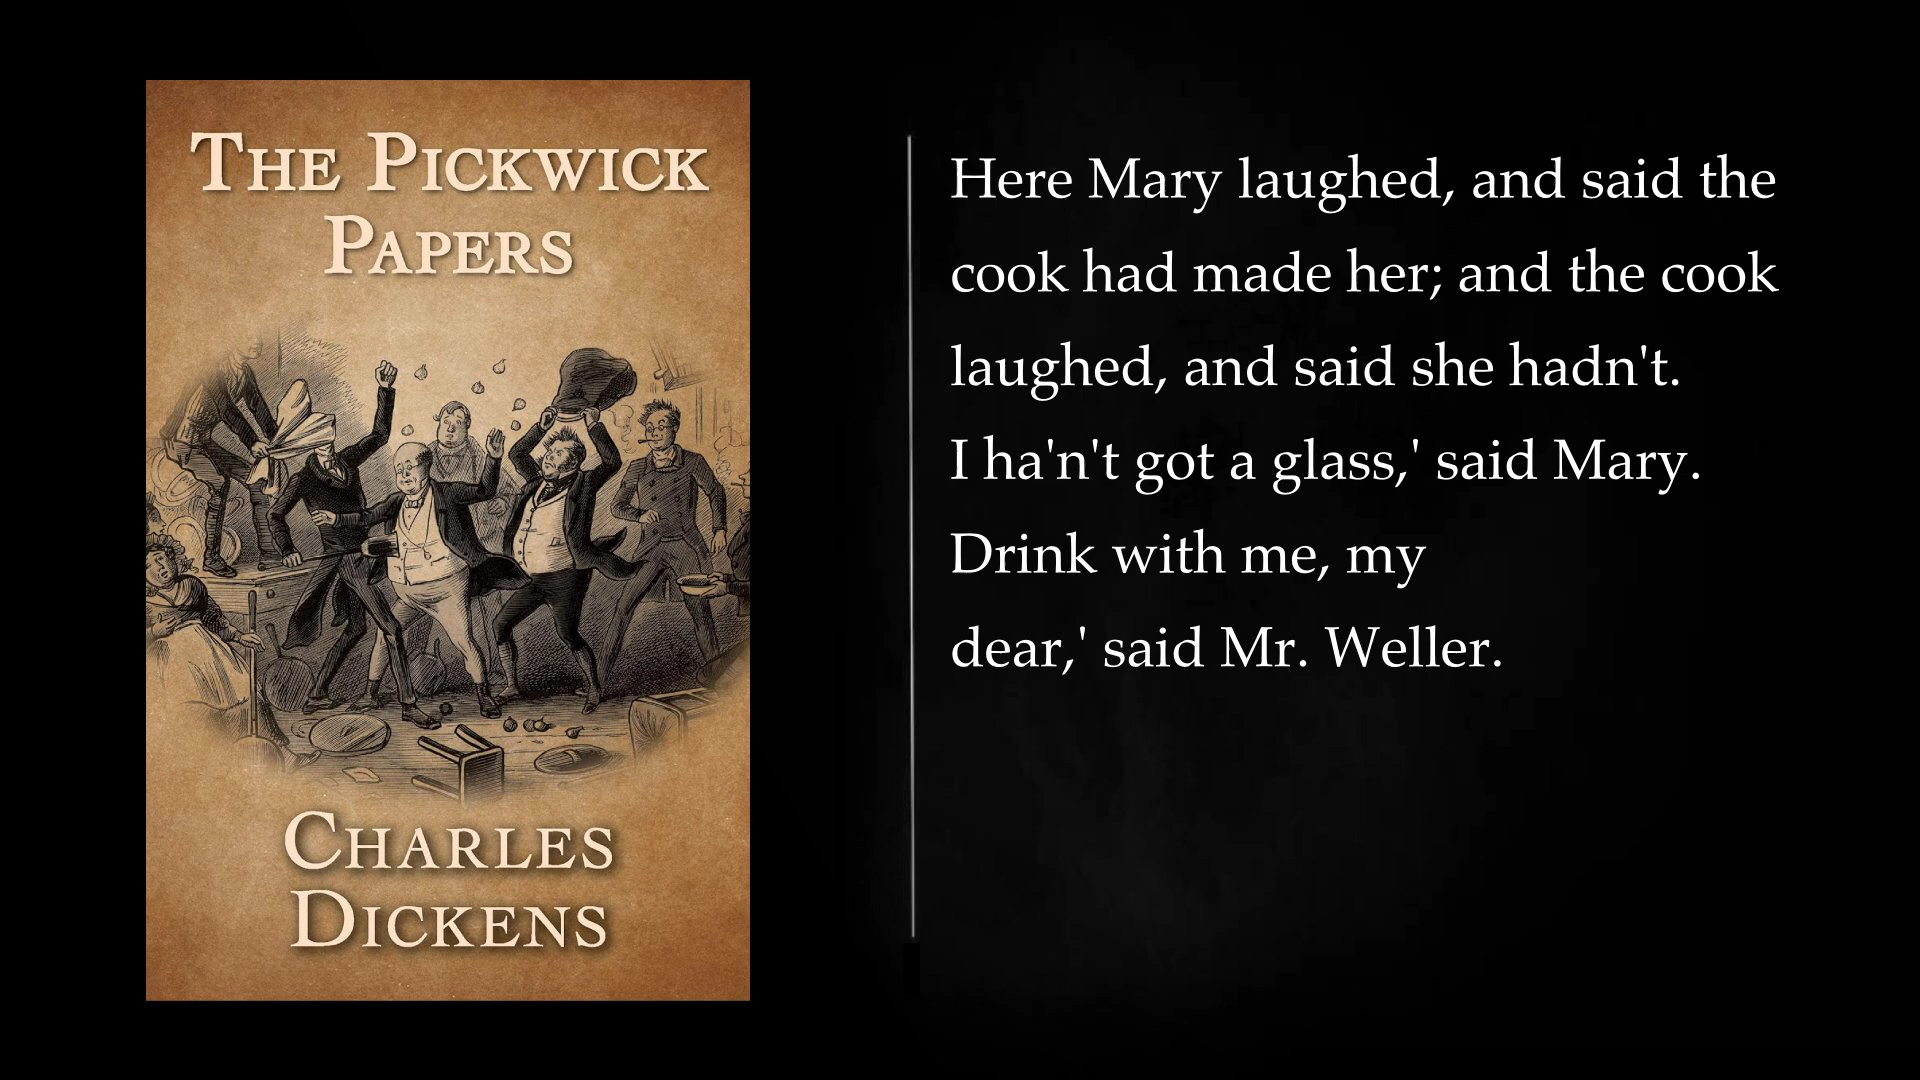 THE PICKWICK
PAPERS
CHARLES
DICKENS
Here Mary laughed, and said the
cook had made her; and the cook
laughed, and said she hadn't.
I ha'n't got a glass,' said Mary.
Drink with me, my
dear,' said Mr. Weller.